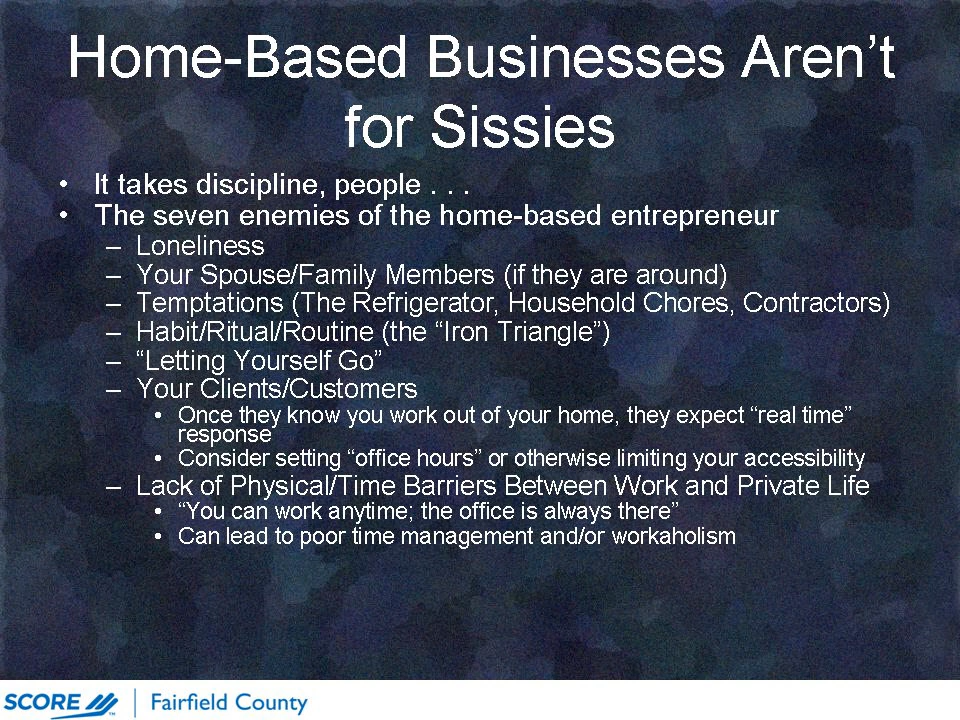 Home-Based Businesses Aren’t
for Sissies
• It takes discipline, people . . .
• The seven enemies of the home-based entrepreneur
– Loneliness
– Your Spouse/Family Members (if they are around)
– Temptations (The Refrigerator, Household Chores, Contractors)
– Habit/Ritual/Routine (the “Iron Triangle”)
– “Letting Yourself Go”
– Your Clients/Customers
• Once they know you work out of your home, they expect “real time”
response
• Consider setting “office hours” or otherwise limiting your accessibility
– Lack of Physical/Time Barriers Between Work and Private Life
• “You can work anytime; the office is always there”
• Can lead to poor time management and/or workaholism
SCORE | Fairfield County